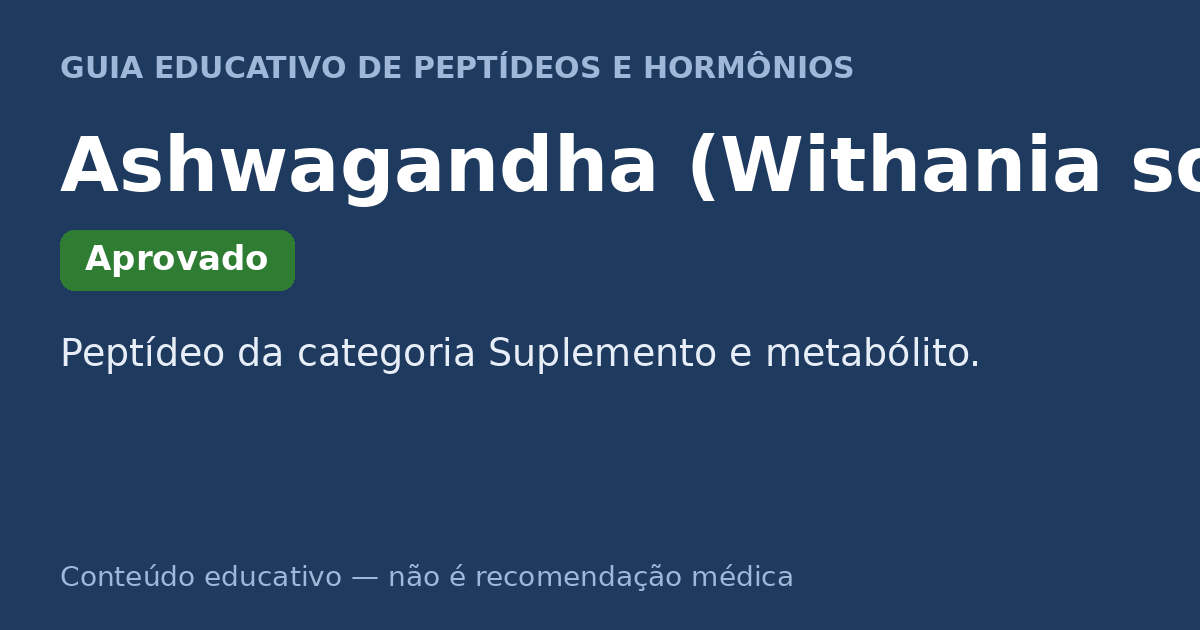 GUIA EDUCATIVO DE PEPTÍDEOS E HORMÔNIOS
Ashwagandha (Withania so
Aprovado
Peptídeo da categoria Suplemento e metabólito.
Conteúdo educativo — não é recomendação médica